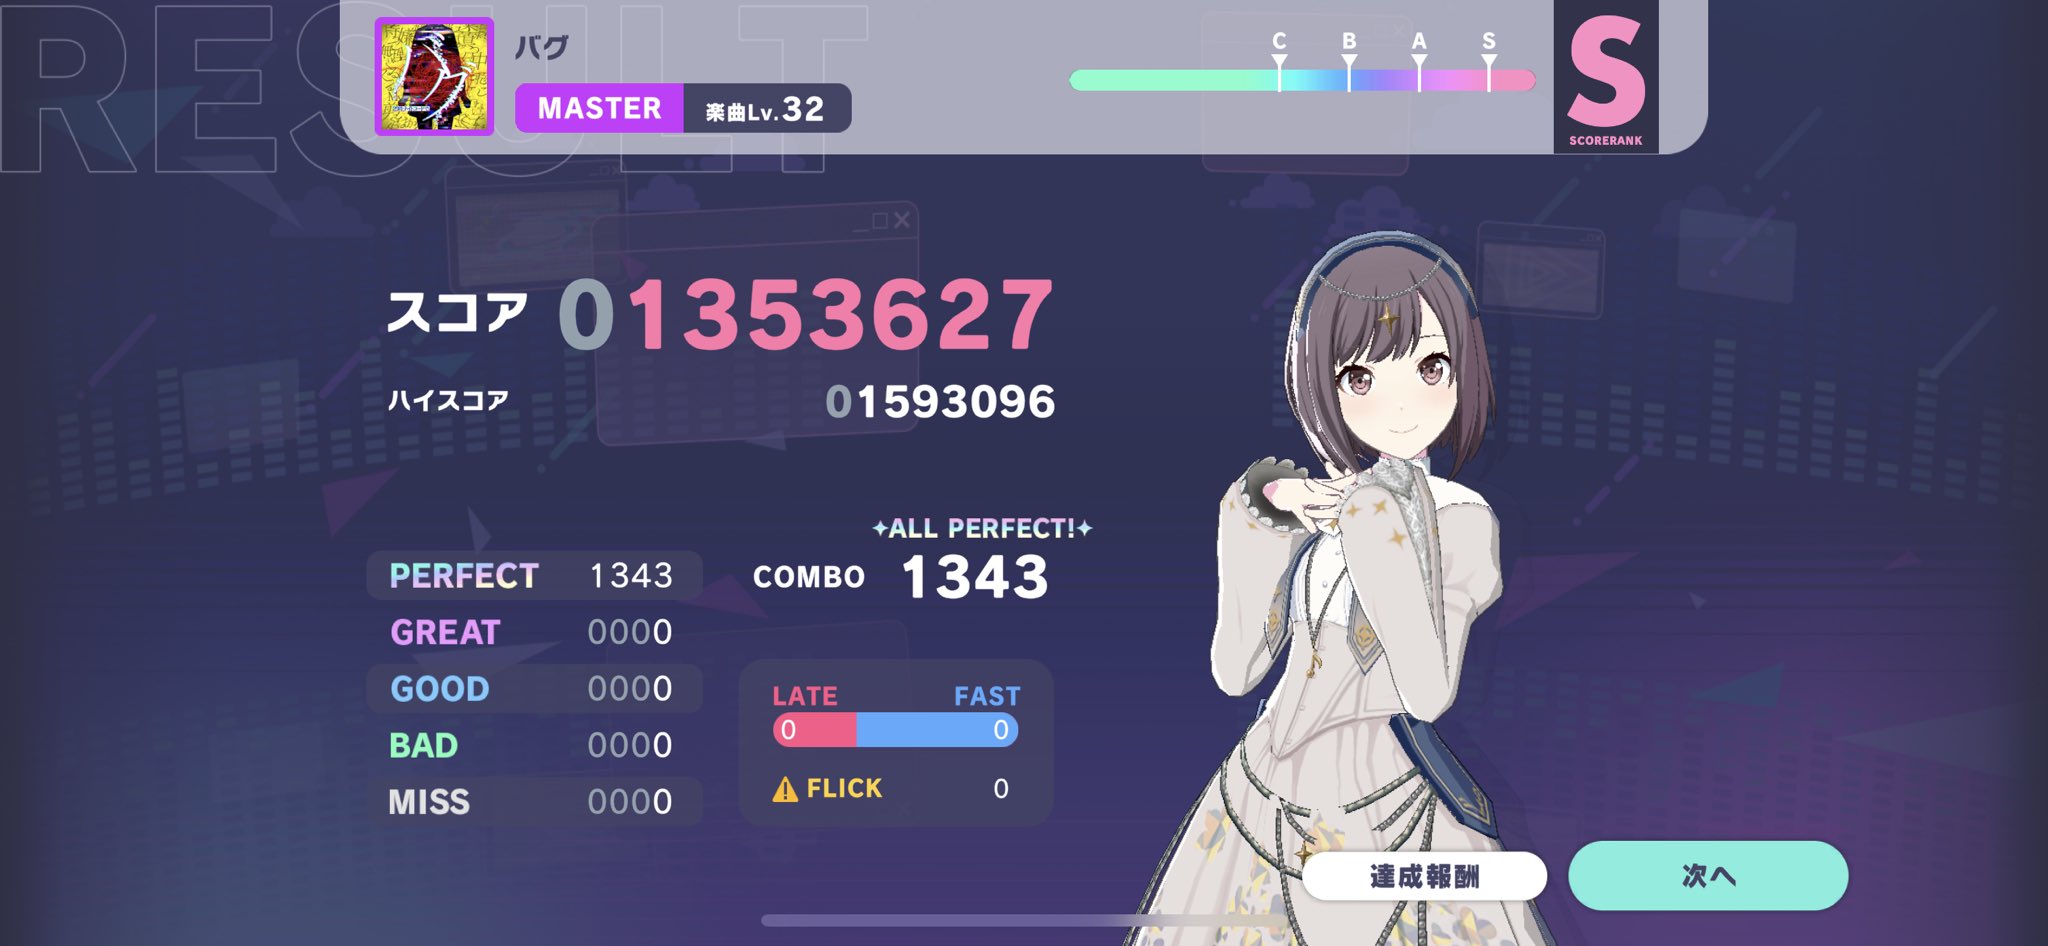 RESULT
バグ
MASTER 楽曲Lv.32
C B A S
S
SCORERANK
スコア 01353627
ハイスコア 01593096
✦ALL PERFECT!✦
COMBO 1343
PERFECT 1343
GREAT 0000
GOOD 0000
BAD 0000
MISS 0000
LATE FAST
0 0
FLICK 0
達成報酬
次へ